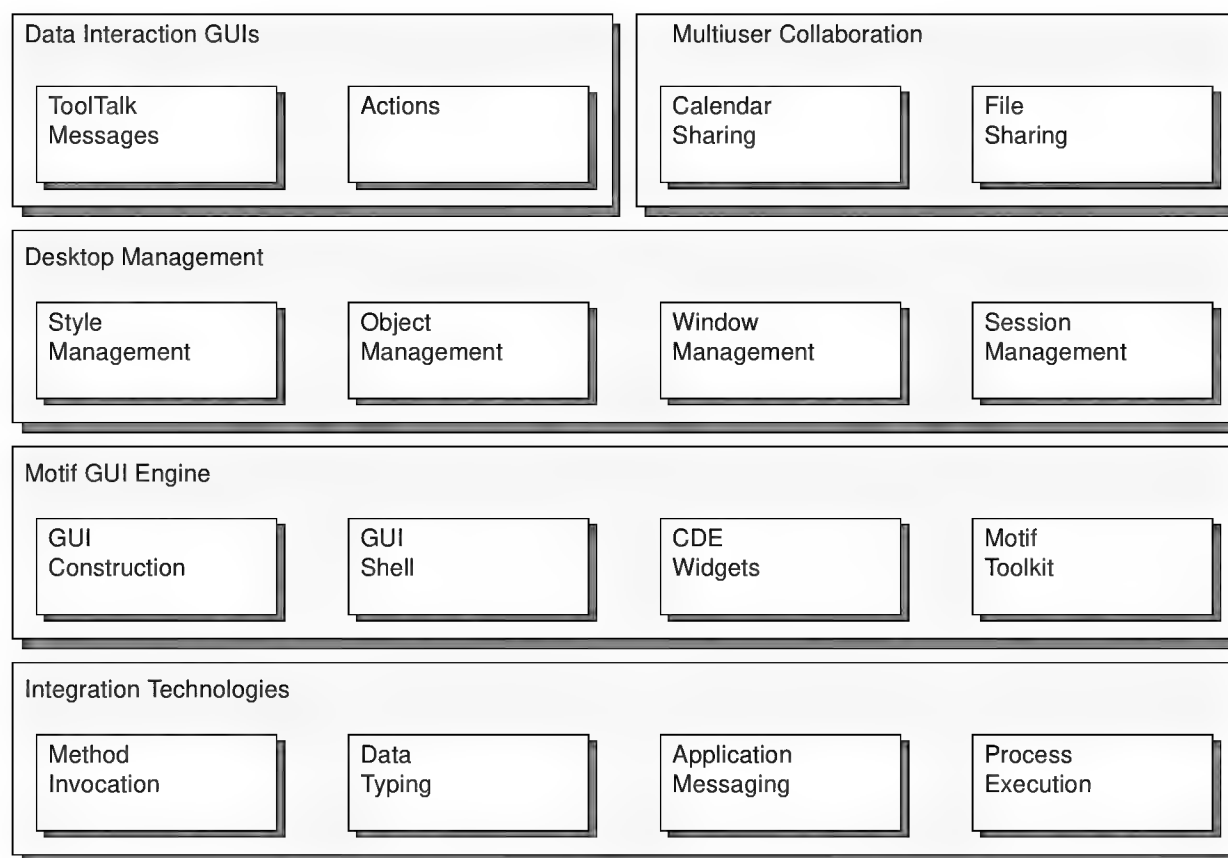 Data Interaction GUIs
ToolTalk
Messages
Actions
Multiuser Collaboration
Calendar
Sharing
File
Sharing
Desktop Management
Style
Management
Object
Management
Window
Management
Session
Management
Motif GUI Engine
GUI
Construction
GUI
Shell
CDE
Widgets
Motif
Toolkit
Integration Technologies
Method
Invocation
Data
Typing
Application
Messaging
Process
Execution